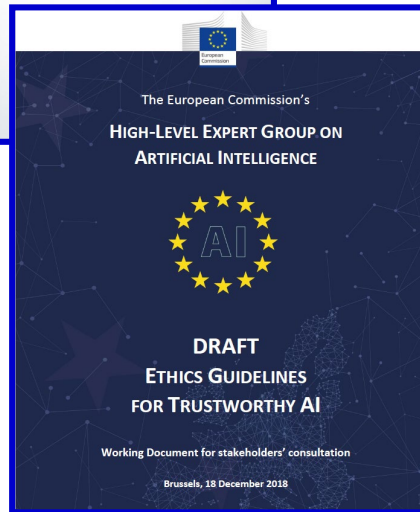 European
Commission
The European Commission's
HIGH-LEVEL EXPERT GROUP ON
ARTIFICIAL INTELLIGENCE
AI
DRAFT
ETHICS GUIDELINES
FOR TRUSTWORTHY AI
Working Document for stakeholders' consultation
Brussels, 18 December 2018